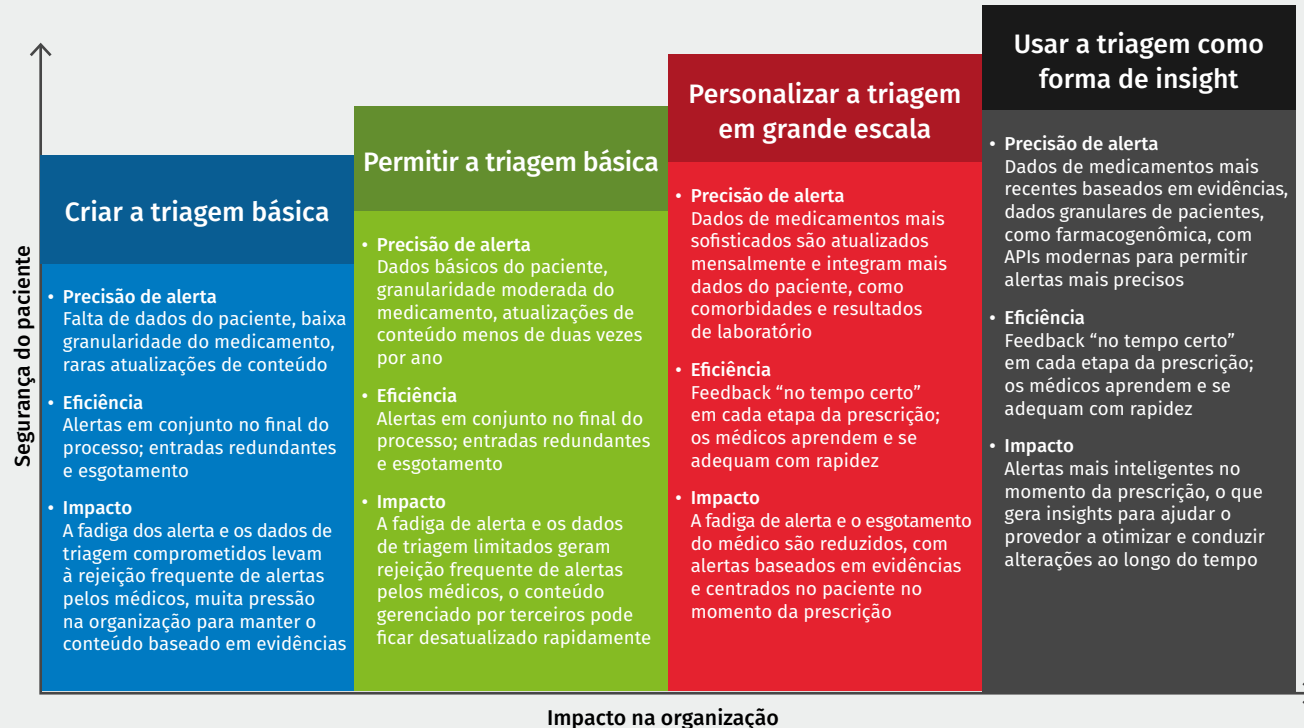 Segurança do paciente
Criar a triagem básica
• Precisão de alerta
Falta de dados do paciente, baixa
granularidade do medicamento,
raras atualizações de conteúdo
• Eficiência
Alertas em conjunto no final do
processo; entradas redundantes
e esgotamento
• Impacto
A fadiga dos alerta e os dados de
triagem comprometidos levam
à rejeição frequente de alertas
pelos médicos, muita pressão
na organização para manter o
conteúdo baseado em evidências
Permitir a triagem básica
• Precisão de alerta
Dados básicos do paciente,
granularidade moderada do
medicamento, atualizações de
conteúdo menos de duas vezes
por ano
• Eficiência
Alertas em conjunto no final do
processo; entradas redundantes
e esgotamento
• Impacto
A fadiga de alerta e os dados
de triagem limitados geram
rejeição frequente de alertas
pelos médicos, o conteúdo
gerenciado por terceiros pode
ficar desatualizado rapidamente
Personalizar a triagem
em grande escala
• Precisão de alerta
Dados de medicamentos mais
sofisticados são atualizados
mensalmente e integram mais
dados do paciente, como
comorbidades e resultados
de laboratório
• Eficiência
Feedback “no tempo certo”
em cada etapa da prescrição;
os médicos aprendem e se
adequam com rapidez
• Impacto
A fadiga de alerta e o esgotamento
do médico são reduzidos, com
alertas baseados em evidências
e centrados no paciente no
momento da prescrição
Usar a triagem como
forma de insight
• Precisão de alerta
Dados de medicamentos mais
recentes baseados em evidências,
dados granulares de pacientes,
como farmacogenômica, com
APIs modernas para permitir
alertas mais precisos
• Eficiência
Feedback “no tempo certo”
em cada etapa da prescrição;
os médicos aprendem e se
adequam com rapidez
• Impacto
Alertas mais inteligentes no
momento da prescrição, o que
gera insights para ajudar o
provedor a otimizar e conduzir
alterações ao longo do tempo
Impacto na organização